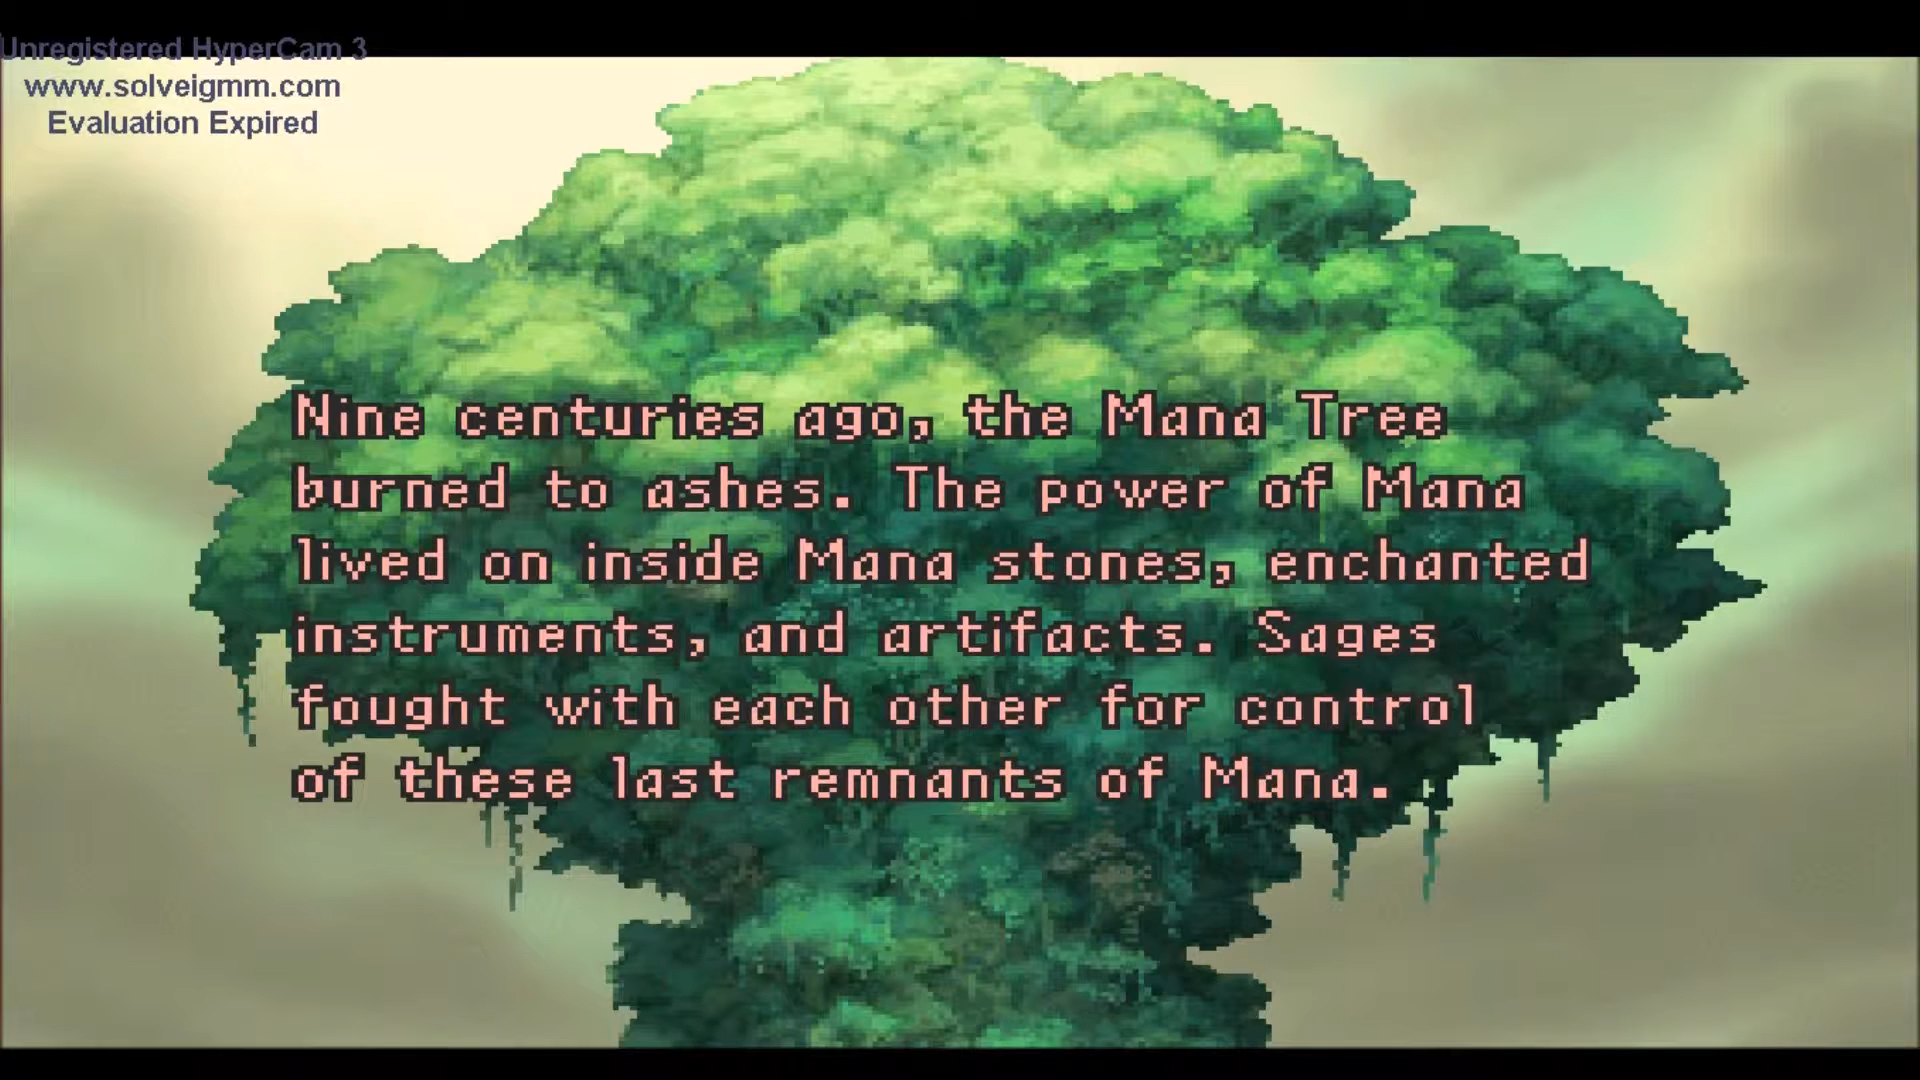 Unregistered HyperCam 3
www.solveigmm.com
Evaluation Expired
Nine centuries ago, the Mana Tree
burned to ashes. The power of Mana
lived on inside Mana stones, enchanted
instruments, and artifacts. Sages
fought with each other for control
of these last remnants of Mana.